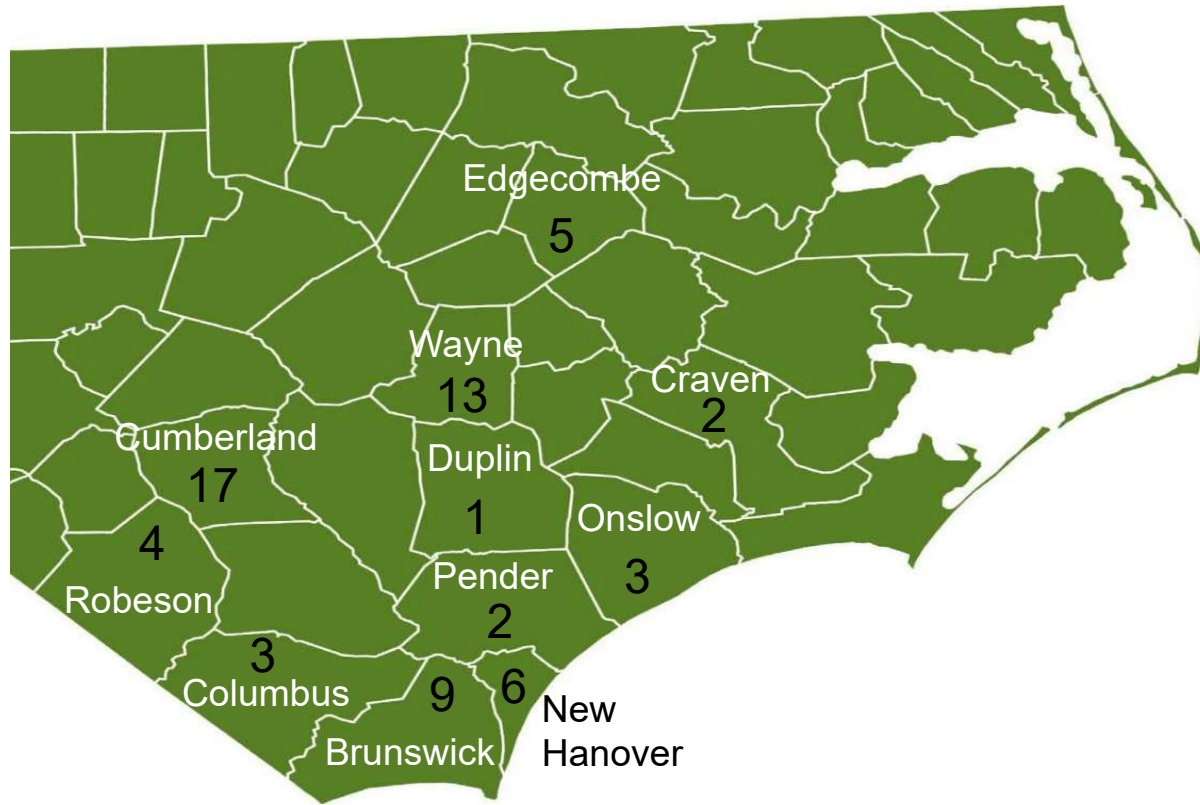 Edgecombe
5
Wayne
13
Craven
2
Cumberland
17
Duplin
1
Onslow
3
4
Robeson
Pender
2
3
Columbus
9
Brunswick
6
New
Hanover